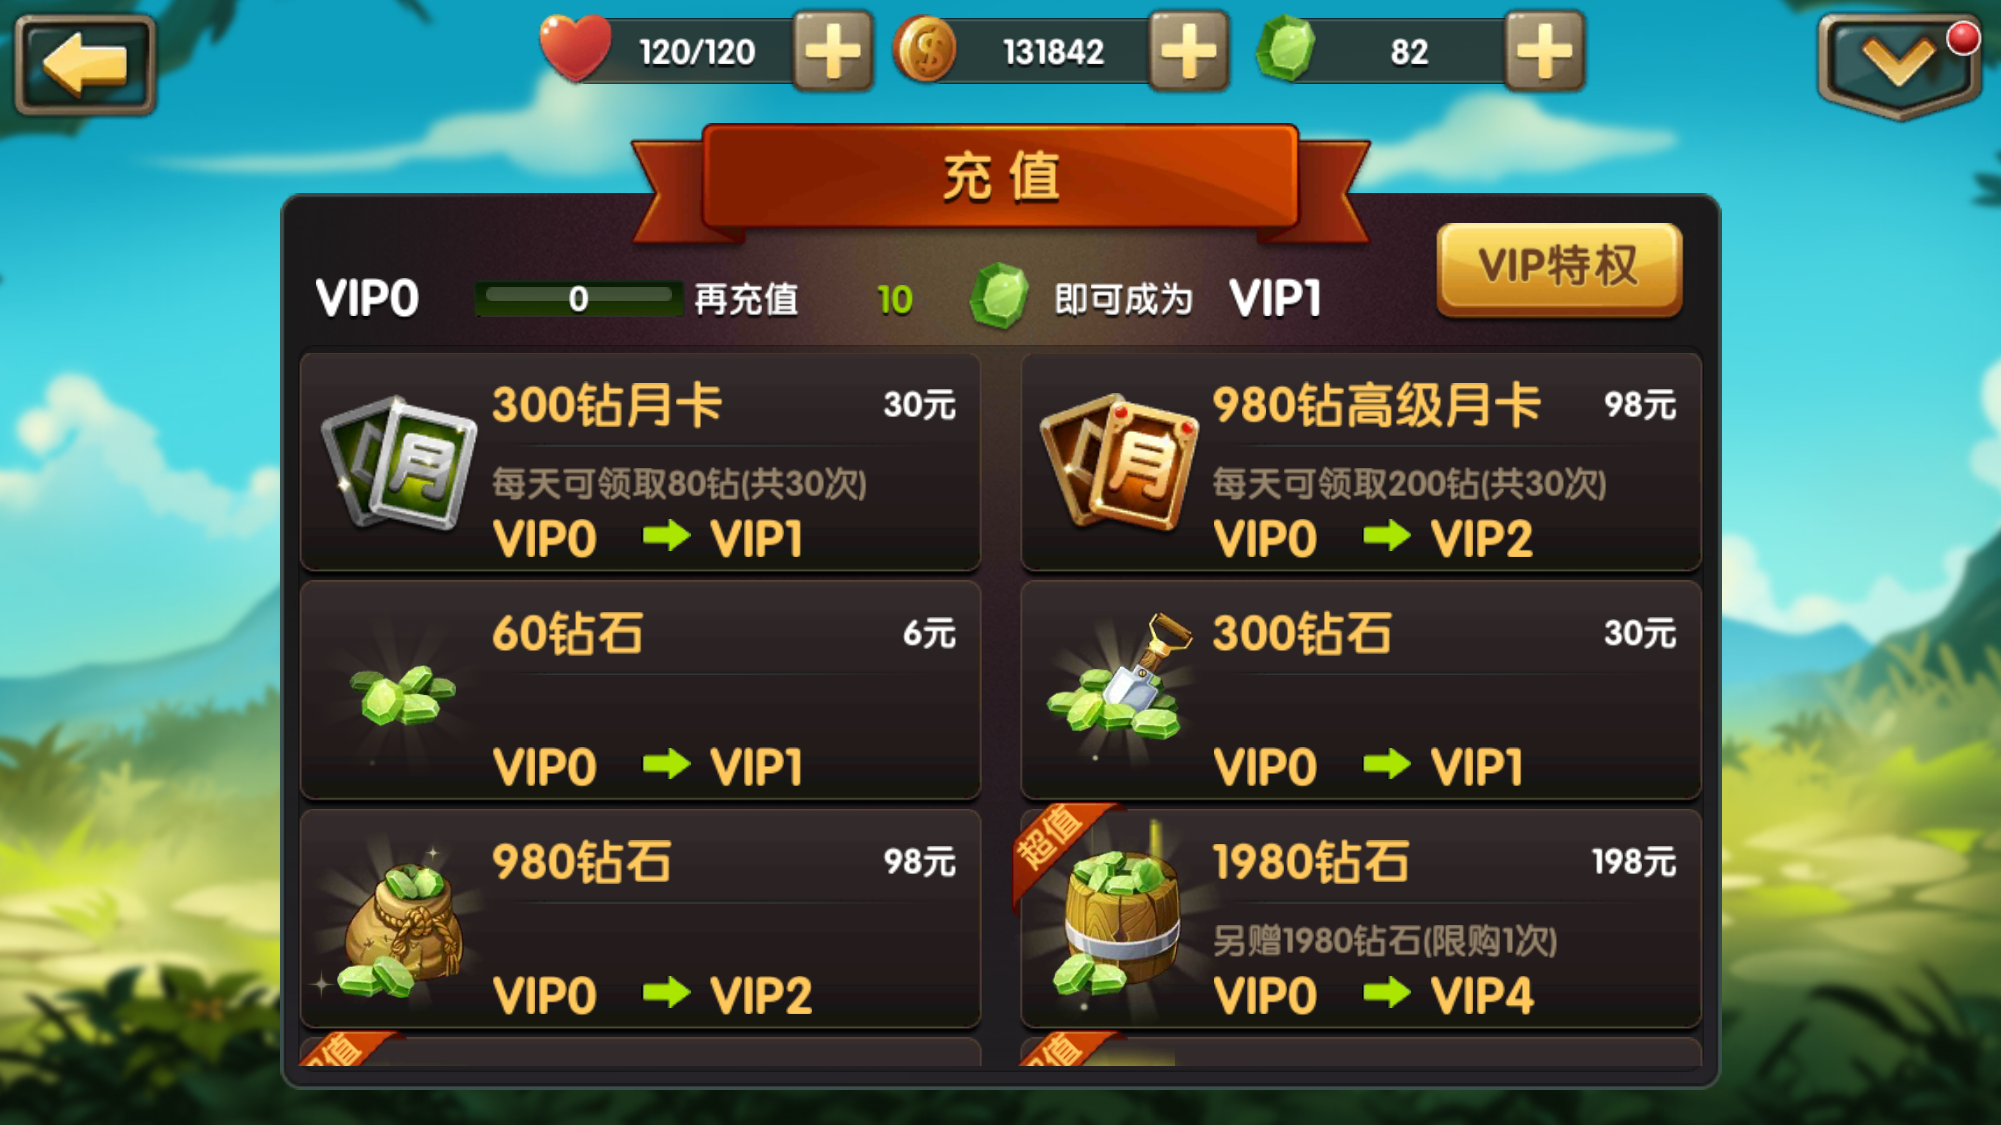 120/120
131842
82
充值
VIP特权
VIP0 0 再充值 10 即可成为 VIP1
300钻月卡 30元
每天可领取80钻(共30次)
VIP0 VIP1
月
980钻高级月卡 98元
每天可领取200钻(共30次)
VIP0 VIP2
月
60钻石 6元
VIP0 VIP1
300钻石 30元
VIP0 VIP1
980钻石 98元
VIP0 VIP2
超值
1980钻石 198元
另赠1980钻石(限购1次)
VIP0 VIP4
超值
超值